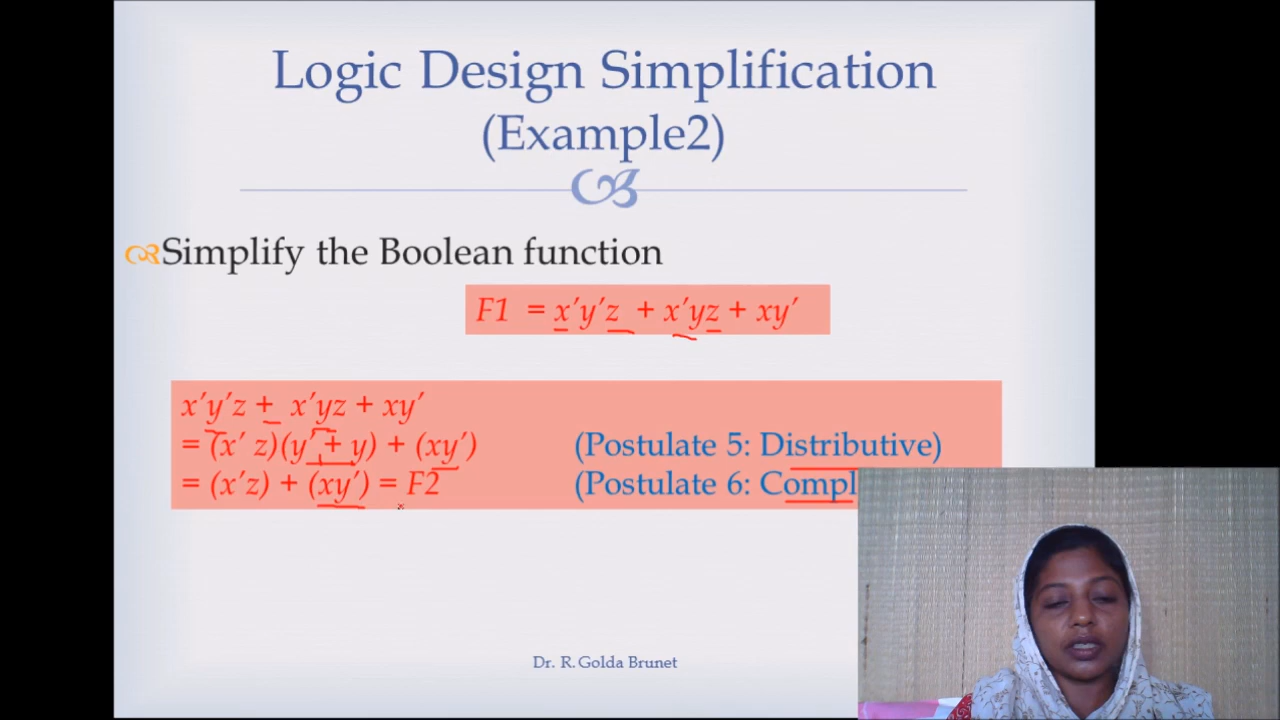 Logic Design Simplification
(Example2)
Simplify the Boolean function
F1 = x'y'z + x'yz + xy'
x'y'z + x'yz + xy'
= (x' z)(y' + y) + (xy') (Postulate 5: Distributive)
= (x'z) + (xy') = F2 (Postulate 6: Compl
Dr. R. Golda Brunet